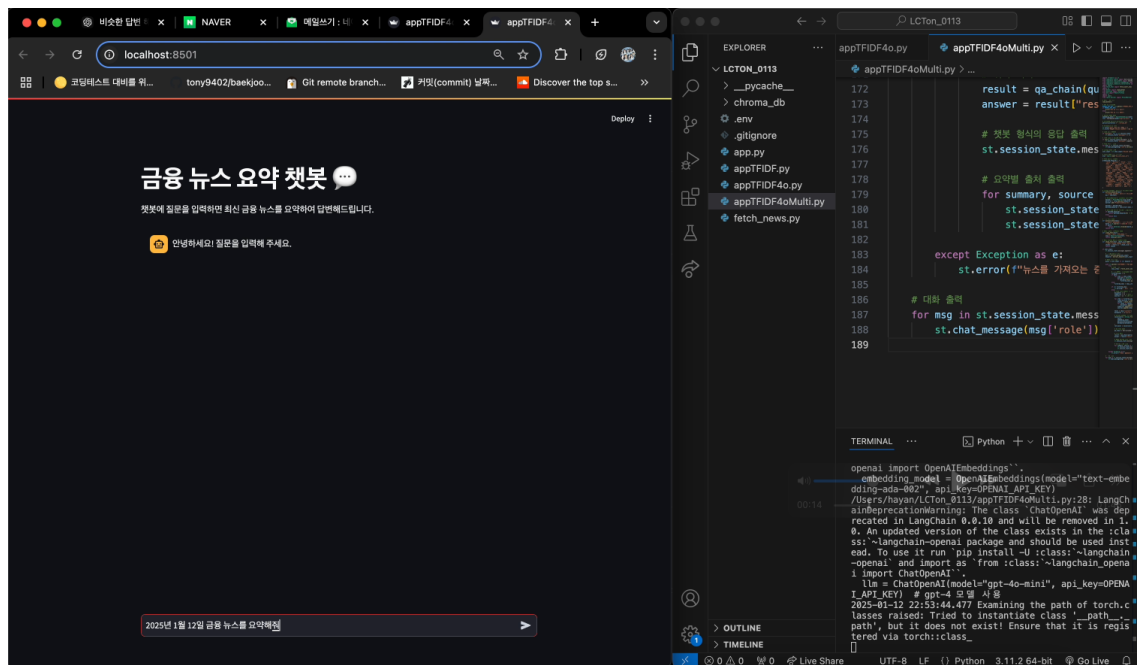 비슷한 답변
NAVER
메일쓰기 : 네
appTFIDF4
appTFIDF4
localhost:8501
코딩테스트 대비를 위...
tony9402/baekjoo...
Git remote branch...
커밋(commit) 날짜...
Discover the top s...
Deploy
금융 뉴스 요약 챗봇 💬
챗봇에 질문을 입력하면 최신 금융 뉴스를 요약하여 답변해드립니다.
안녕하세요! 질문을 입력해 주세요.
2025년 1월 12일 금융 뉴스를 요약해줘
LCTon_0113
EXPLORER
LCTON_0113
__pycache__
chroma_db
.env
.gitignore
app.py
appTFIDF.py
appTFIDF4o.py
appTFIDF4oMulti.py
fetch_news.py
OUTLINE
TIMELINE
appTFIDF4o.py
appTFIDF4oMulti.py
appTFIDF4oMulti.py > ...
172 result = qa_chain(qu
173 answer = result["res
174
175 # 챗봇 형식의 응답 출력
176 st.session_state.mes
177
178 # 요약별 출처 출력
179 for summary, source
180 st.session_state
181 st.session_state
182
183 except Exception as e:
184 st.error(f"뉴스를 가져오는 중
185
186 # 대화 출력
187 for msg in st.session_state.mess
188 st.chat_message(msg['role'])
189
TERMINAL
Python
openai import OpenAIEmbeddings``.
embedding_model = OpenAIEmbeddings(model="text-embe
dding-ada-002", api_key=OPENAI_API_KEY)
/Users/hayan/LCTon_0113/appTFIDF4oMulti.py:28: LangCh
ainDeprecationWarning: The class `ChatOpenAI` was dep
recated in LangChain 0.0.10 and will be removed in 1.
0. An updated version of the class exists in the :cla
ss:`~langchain-openai package and should be used inst
ead. To use it run `pip install -U :class:`~langchain
-openai` and import as `from :class:`~langchain_opena
i import ChatOpenAI``.
llm = ChatOpenAI(model="gpt-4o-mini", api_key=OPENA
I_API_KEY) # gpt-4 모델 사용
2025-01-12 22:53:44.477 Examining the path of torch.c
lasses raised: Tried to instantiate class '__path__._
path', but it does not exist! Ensure that it is regis
tered via torch::class_
00:14
1
0 0 0 Live Share
UTF-8 LF {} Python 3.11.2 64-bit Go Live